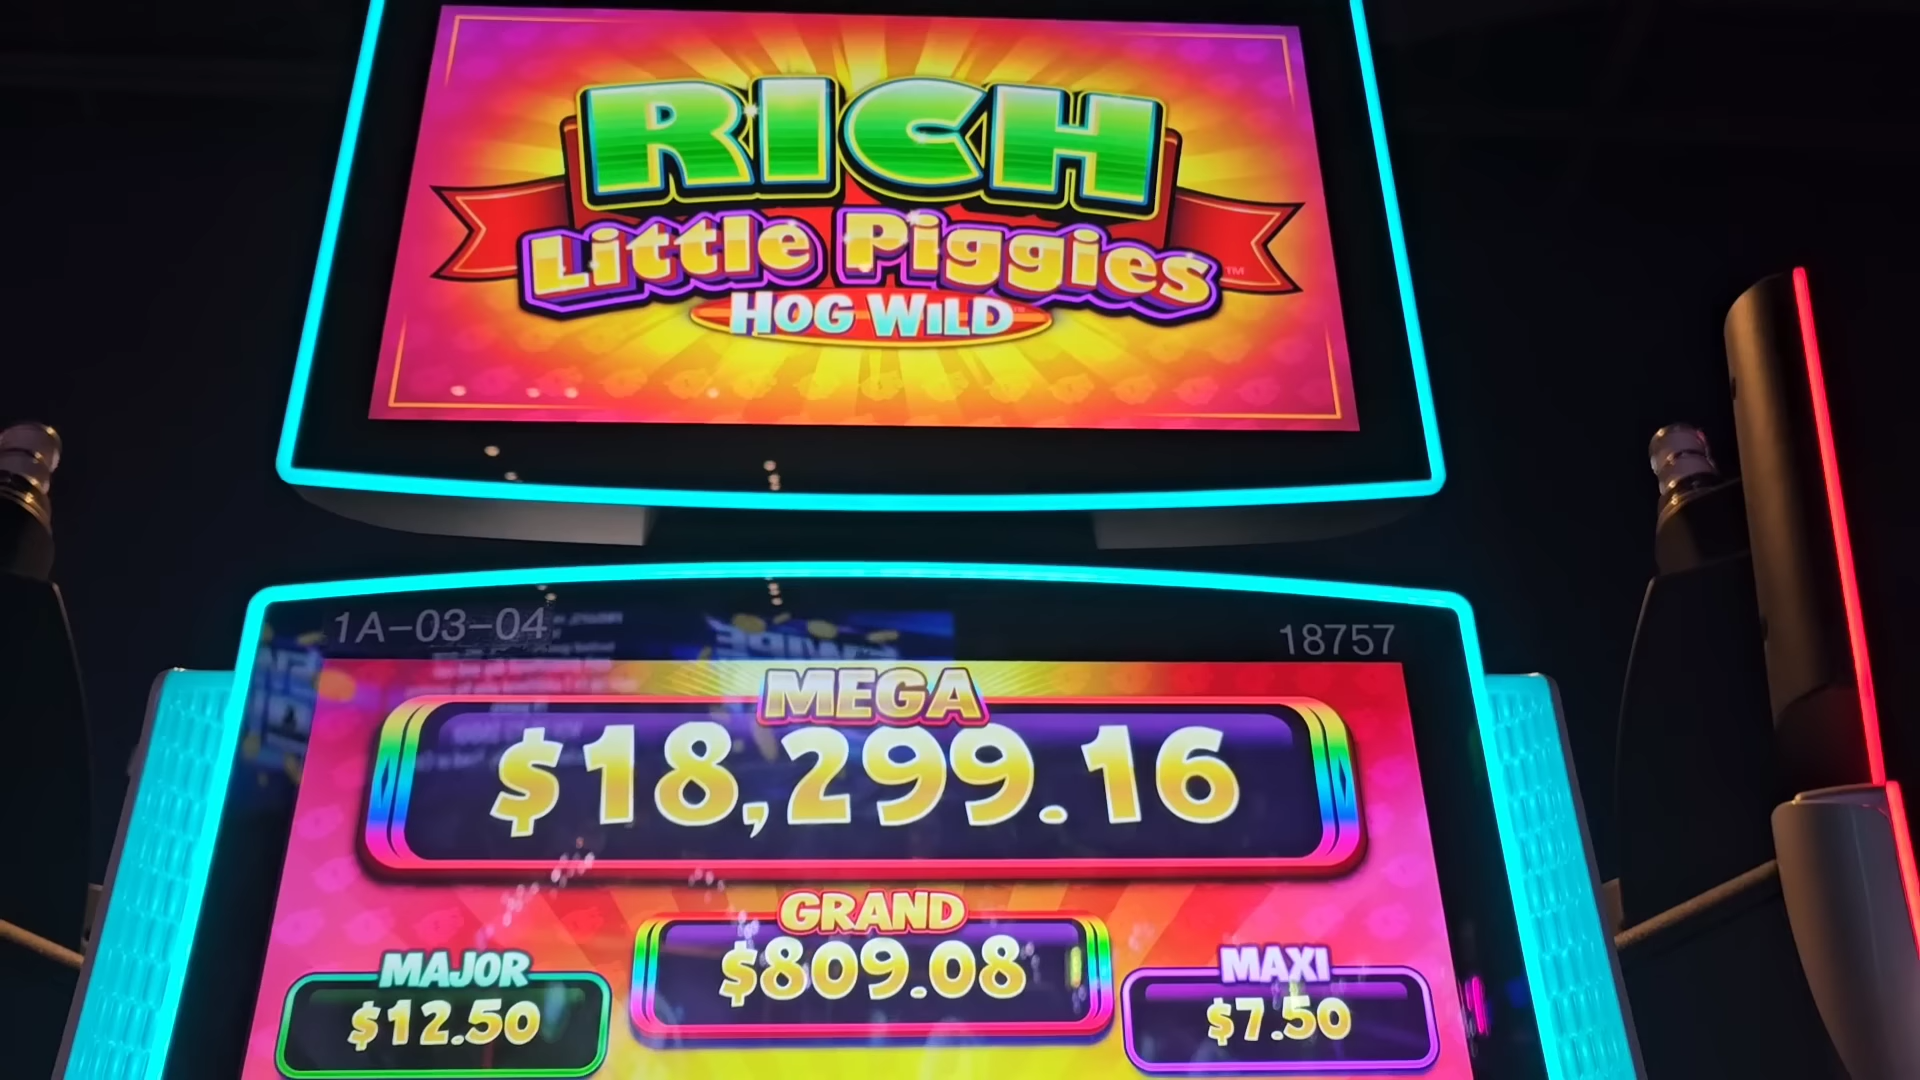 RICH
Little Piggies™
HOG WILD
1A-03-04
18757
MEGA
$18,299.16
GRAND
$809.08
MAJOR
$12.50
MAXI
$7.50